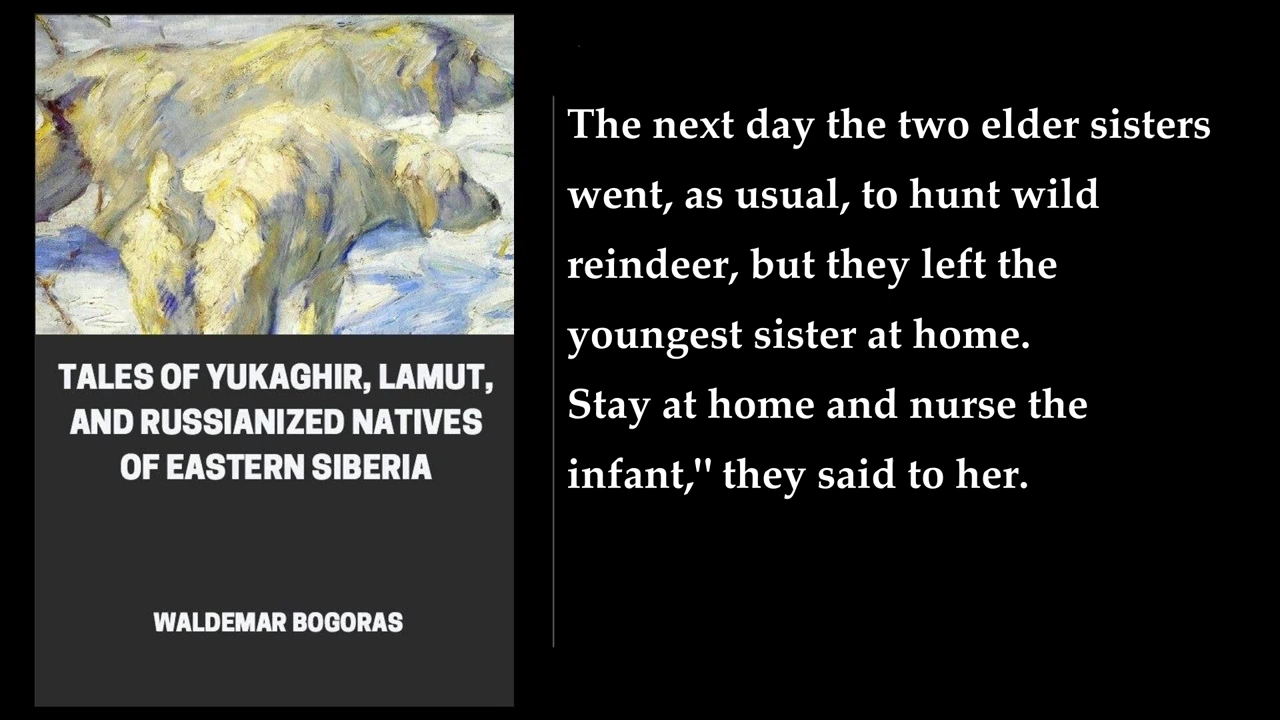 TALES OF YUKAGHIR, LAMUT,
AND RUSSIANIZED NATIVES
OF EASTERN SIBERIA
WALDEMAR BOGORAS
The next day the two elder sisters
went, as usual, to hunt wild
reindeer, but they left the
youngest sister at home.
Stay at home and nurse the
infant," they said to her.